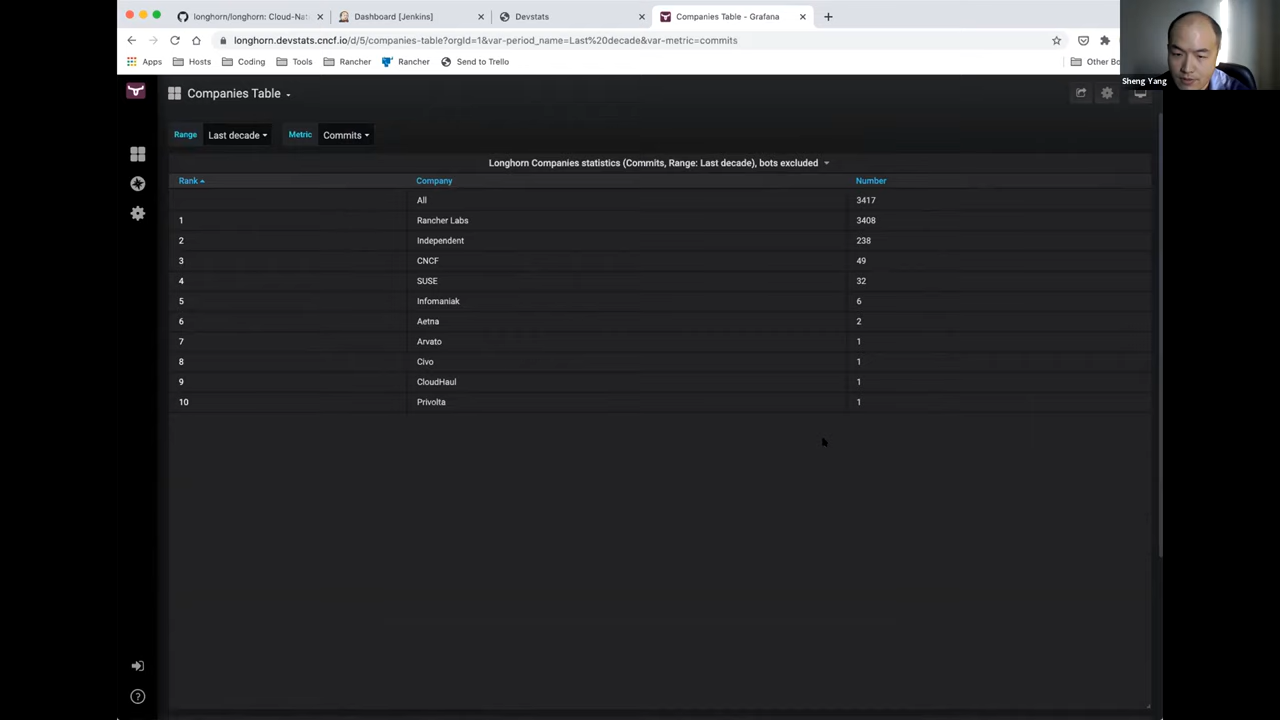 longhorn/longhorn: Cloud-Nat
Dashboard [Jenkins]
Devstats
Companies Table - Grafana
longhorn.devstats.cncf.io/d/5/companies-table?orgId=1&var-period_name=Last%20decade&var-metric=commits
Apps Hosts Coding Tools Rancher Rancher Send to Trello Other Bo
Sheng Yang
Companies Table
Range Last decade Metric Commits
Longhorn Companies statistics (Commits, Range: Last decade), bots excluded
Rank Company Number
All 3417
1 Rancher Labs 3408
2 Independent 238
3 CNCF 49
4 SUSE 32
5 Infomaniak 6
6 Aetna 2
7 Arvato 1
8 Civo 1
9 CloudHaul 1
10 Privolta 1